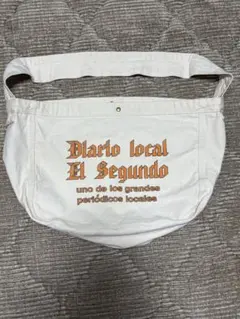 Diario local
El Segundo
uno de los grandes
periódicos locales